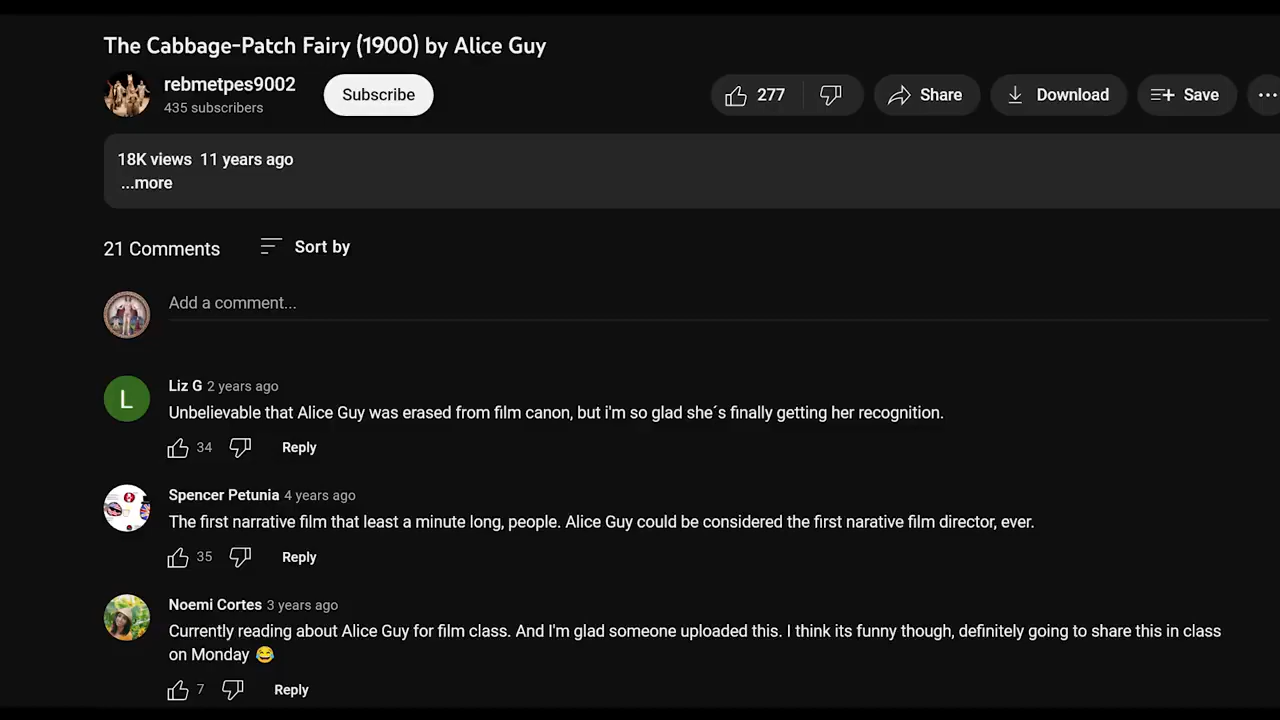 The Cabbage-Patch Fairy (1900) by Alice Guy
rebmetpes9002
435 subscribers
Subscribe
277
Share
Download
Save
18K views 11 years ago
...more
21 Comments
Sort by
Add a comment...
L
Liz G 2 years ago
Unbelievable that Alice Guy was erased from film canon, but i'm so glad she´s finally getting her recognition.
34
Reply
Spencer Petunia 4 years ago
The first narrative film that least a minute long, people. Alice Guy could be considered the first narative film director, ever.
35
Reply
Noemi Cortes 3 years ago
Currently reading about Alice Guy for film class. And I'm glad someone uploaded this. I think its funny though, definitely going to share this in class
on Monday 😂
7
Reply